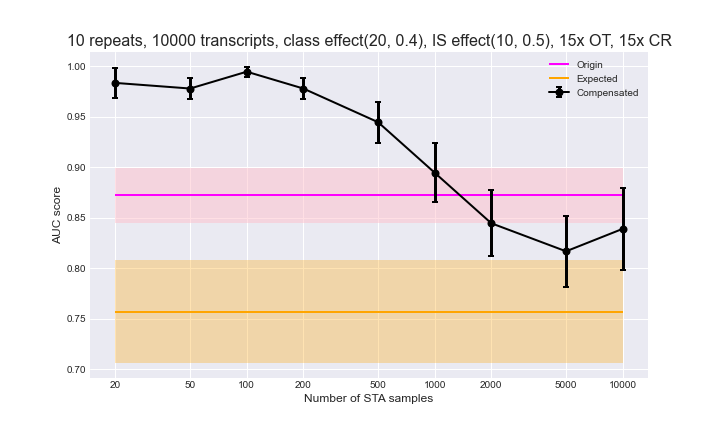 10 repeats, 10000 transcripts, class effect(20, 0.4), IS effect(10, 0.5), 15x OT, 15x CR
Origin
Expected
Compensated
AUC score
1.00
0.95
0.90
0.85
0.80
0.75
0.70
20 50 100 200 500 1000 2000 5000 10000
Number of STA samples